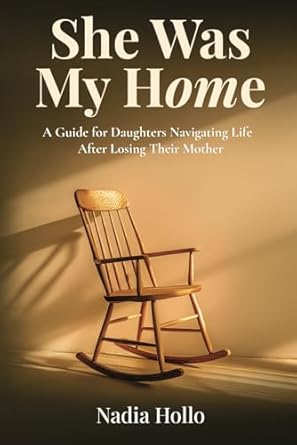 She Was
My Home
A Guide for Daughters Navigating Life
After Losing Their Mother
Nadia Hollo